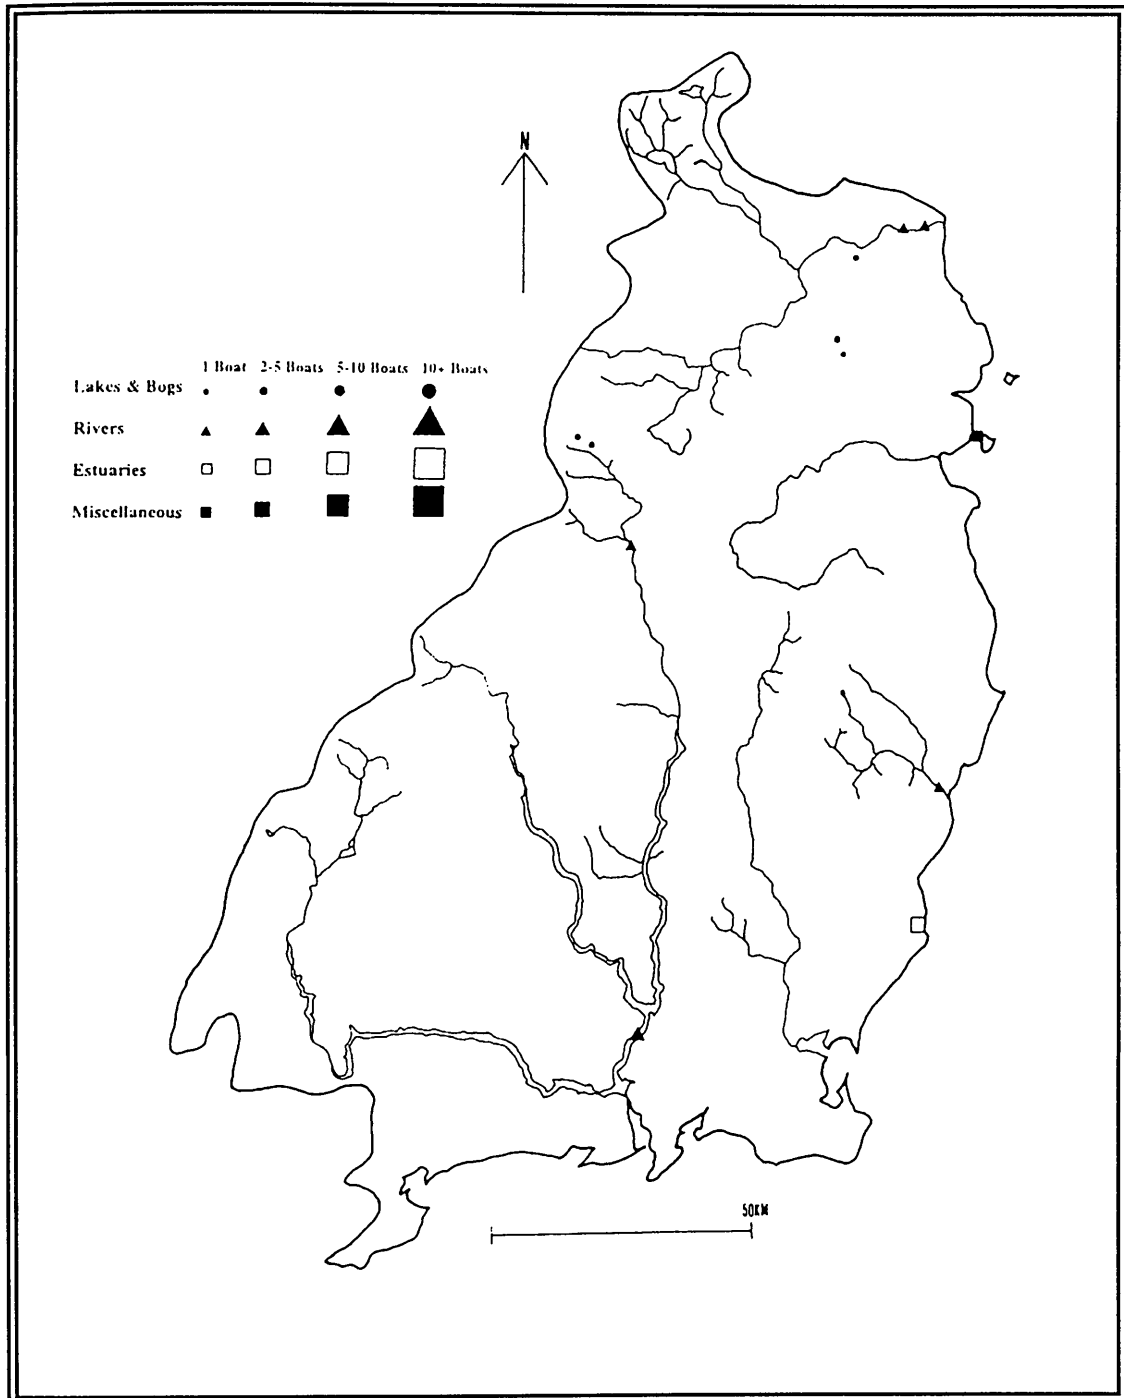 N
1 Boat 2-5 Boats 5-10 Boats 10+ Boats
Lakes & Bogs
Rivers
Estuaries
Miscellaneous
50KM